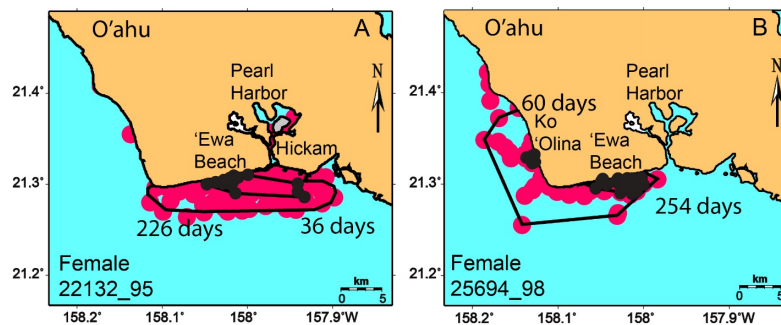 O'ahu
A
Pearl
Harbor
N
21.4°
'Ewa
Beach
Hickam
21.3°
226 days
36 days
21.2°
Female
22132_95
km
0 5
158.2°
158.1°
158°
157.9°W
O'ahu
B
Pearl
Harbor
N
21.4°
60 days
Ko
'Olina
'Ewa
Beach
21.3°
254 days
21.2°
Female
25694_98
km
0 5
158.2°
158.1°
158°
157.9°W